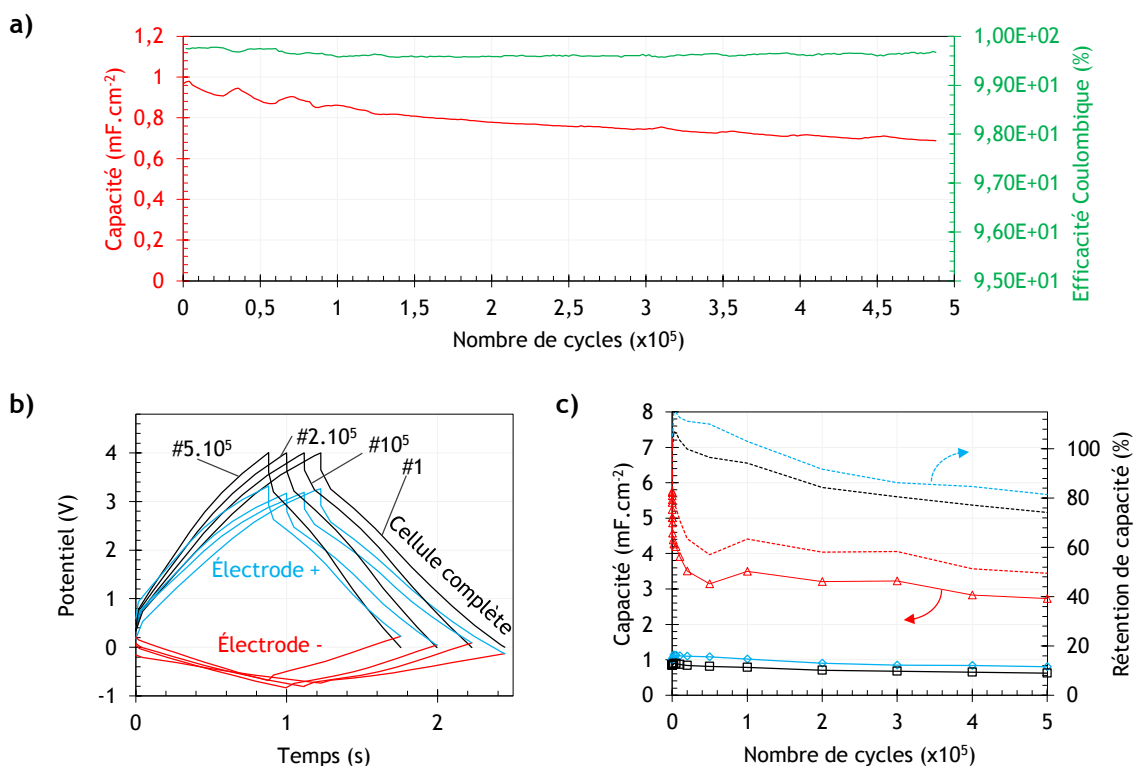 a)
1,2
1
0,8
0,6
0,4
0,2
0
Capacité (mF.cm⁻²)
1,00E+02
9,90E+01
9,80E+01
9,70E+01
9,60E+01
9,50E+01
Efficacité Coulombique (%)
0 0,5 1 1,5 2 2,5 3 3,5 4 4,5 5
Nombre de cycles (x10⁵)
b)
4
3
2
1
0
-1
Potentiel (V)
#5.10⁵
#2.10⁵
#10⁵
#1
Cellule complète
Électrode +
Électrode -
0 1 2
Temps (s)
c)
8
7
6
5
4
3
2
1
0
Capacité (mF.cm⁻²)
100
80
60
40
20
0
Rétention de capacité (%)
0 1 2 3 4 5
Nombre de cycles (x10⁵)